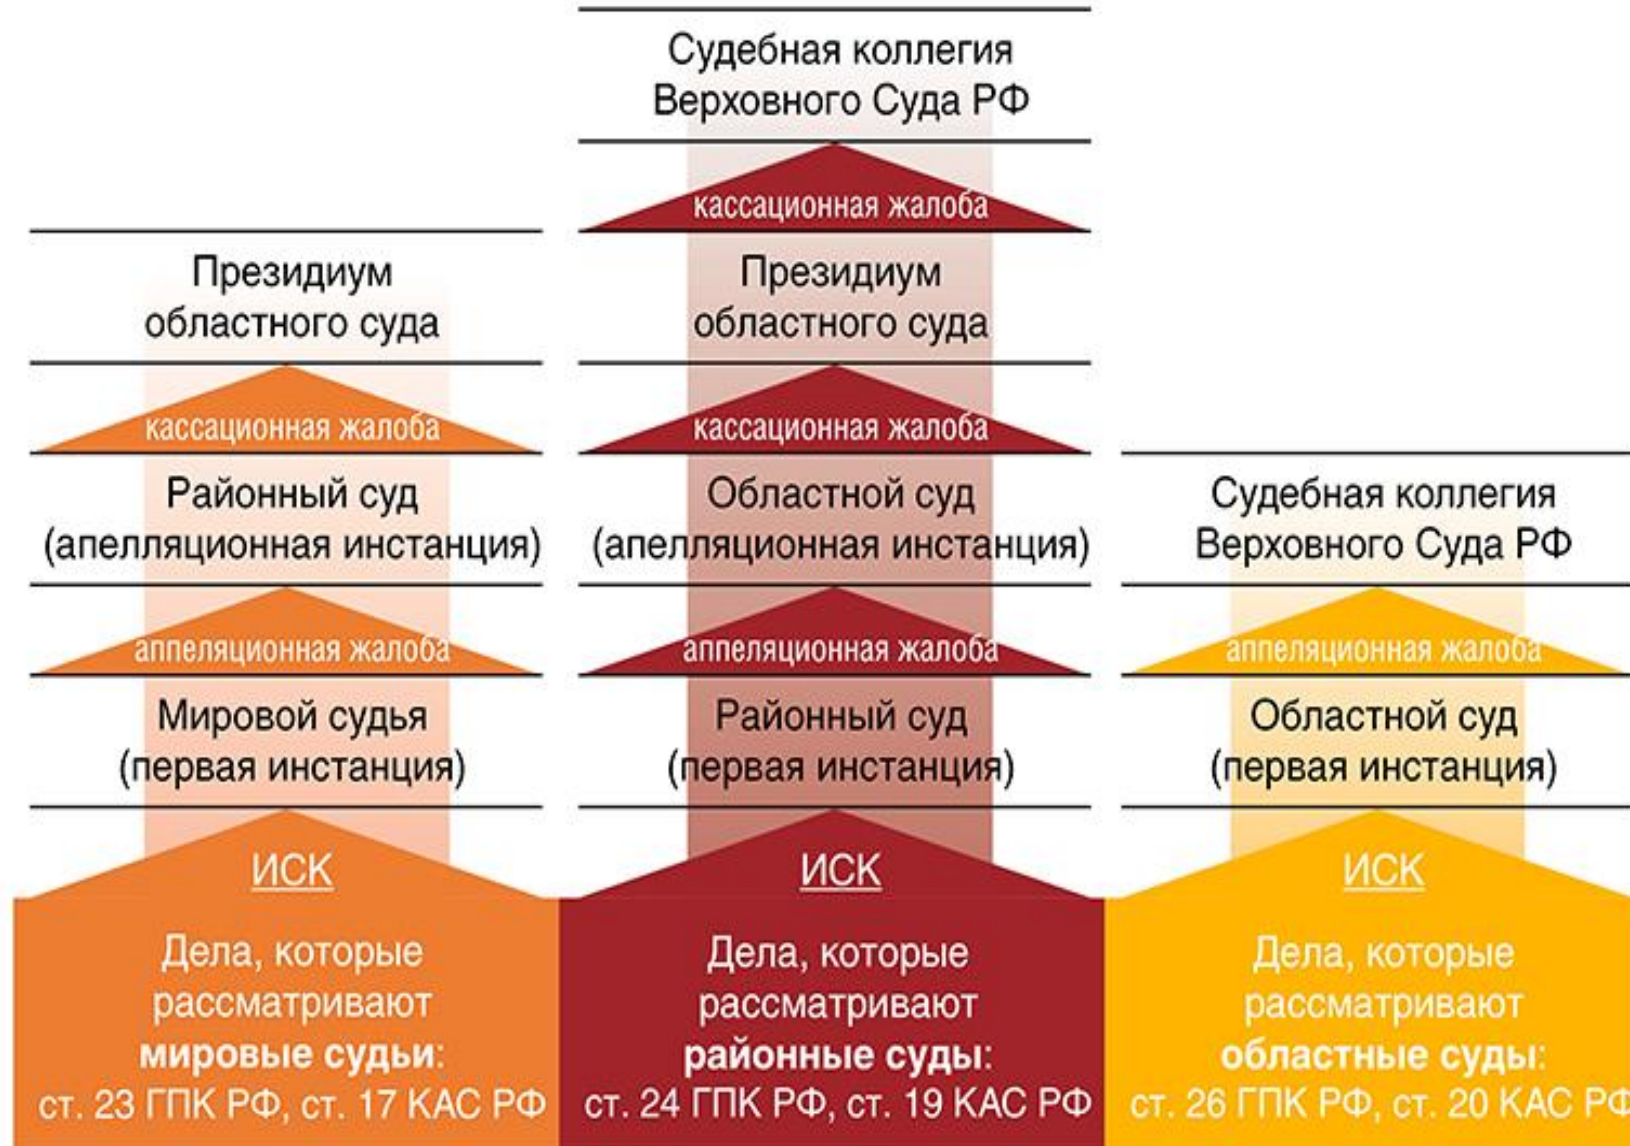 Судебная коллегия
Верховного Суда РФ
кассационная жалоба
Президиум
областного суда
Президиум
областного суда
кассационная жалоба
кассационная жалоба
Районный суд
(апелляционная инстанция)
Областной суд
(апелляционная инстанция)
Судебная коллегия
Верховного Суда РФ
аппеляционная жалоба
аппеляционная жалоба
аппеляционная жалоба
Мировой судья
(первая инстанция)
Районный суд
(первая инстанция)
Областной суд
(первая инстанция)
ИСК
Дела, которые
рассматривают
мировые судьи:
ст. 23 ГПК РФ, ст. 17 КАС РФ
ИСК
Дела, которые
рассматривают
районные суды:
ст. 24 ГПК РФ, ст. 19 КАС РФ
ИСК
Дела, которые
рассматривают
областные суды:
ст. 26 ГПК РФ, ст. 20 КАС РФ